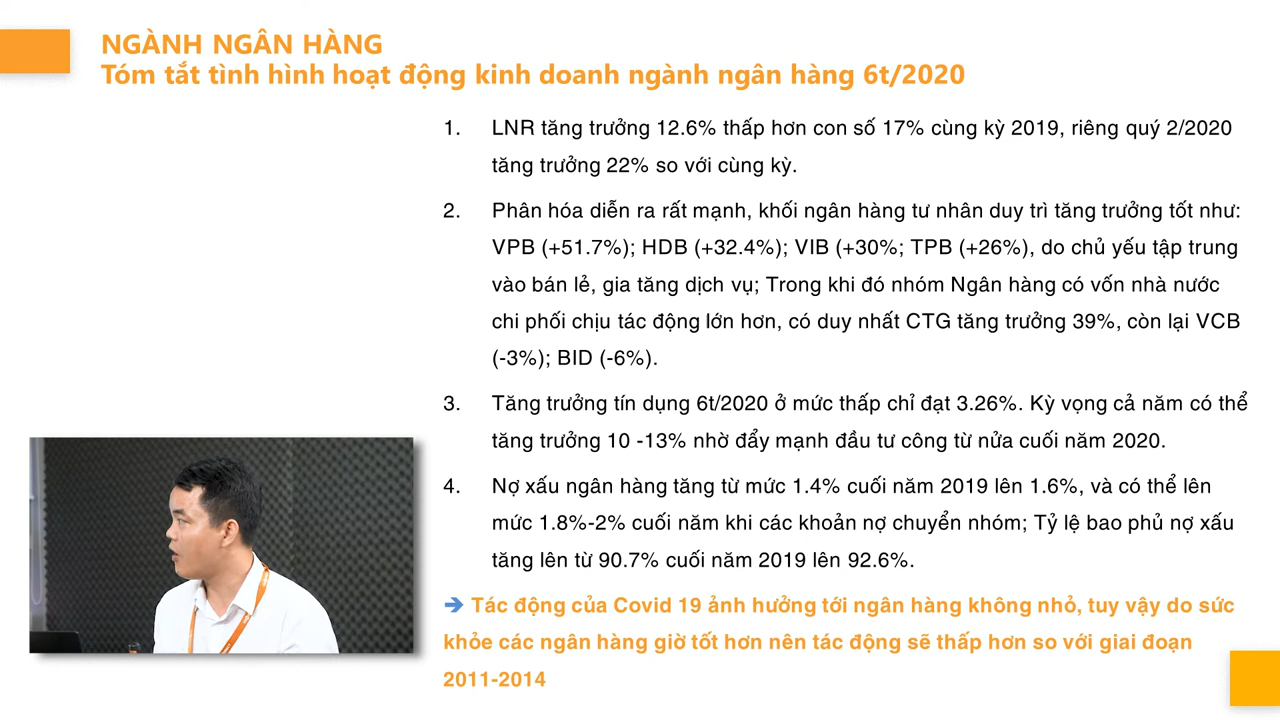 NGÀNH NGÂN HÀNG
Tóm tắt tình hình hoạt động kinh doanh ngành ngân hàng 6t/2020
1. LNR tăng trưởng 12.6% thấp hơn con số 17% cùng kỳ 2019, riêng quý 2/2020
tăng trưởng 22% so với cùng kỳ.
2. Phân hóa diễn ra rất mạnh, khối ngân hàng tư nhân duy trì tăng trưởng tốt như:
VPB (+51.7%); HDB (+32.4%); VIB (+30%; TPB (+26%), do chủ yếu tập trung
vào bán lẻ, gia tăng dịch vụ; Trong khi đó nhóm Ngân hàng có vốn nhà nước
chi phối chịu tác động lớn hơn, có duy nhất CTG tăng trưởng 39%, còn lại VCB
(-3%); BID (-6%).
3. Tăng trưởng tín dụng 6t/2020 ở mức thấp chỉ đạt 3.26%. Kỳ vọng cả năm có thể
tăng trưởng 10 -13% nhờ đẩy mạnh đầu tư công từ nửa cuối năm 2020.
4. Nợ xấu ngân hàng tăng từ mức 1.4% cuối năm 2019 lên 1.6%, và có thể lên
mức 1.8%-2% cuối năm khi các khoản nợ chuyển nhóm; Tỷ lệ bao phủ nợ xấu
tăng lên từ 90.7% cuối năm 2019 lên 92.6%.
➔ Tác động của Covid 19 ảnh hưởng tới ngân hàng không nhỏ, tuy vậy do sức
khỏe các ngân hàng giờ tốt hơn nên tác động sẽ thấp hơn so với giai đoạn
2011-2014